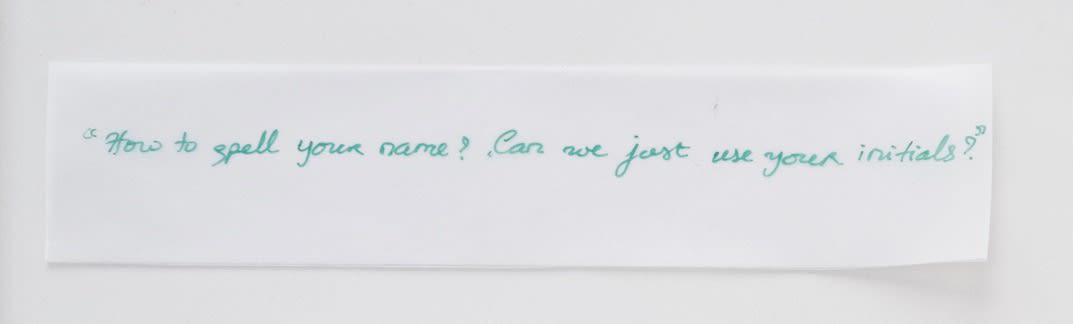 “How to spell your name? Can we just use your initials?”